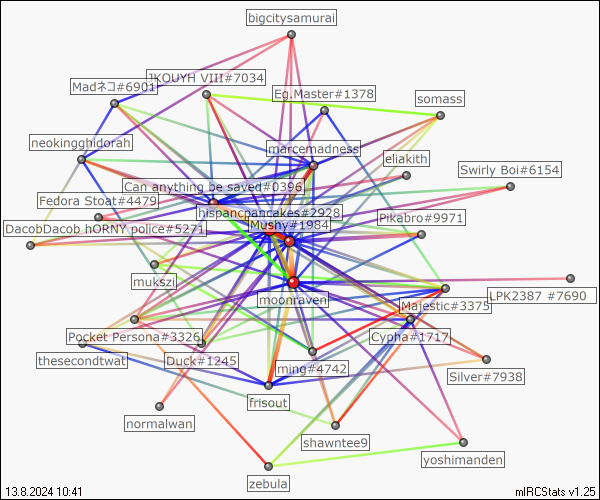 bigcitysamurai
JKOUYH VIII#7034
Madネコ#6901
Eg.Master#1378
somass
neokingghidorah
marcemadness
eliakith
Swirly Boi#6154
Can anything be saved#0396
Fedora Stoat#4479
hispancpancakes#2928
Pikabro#9971
DacobDacob hORNY police#5271
Mushy#1984
mukszi
moonraven
LPK2387 #7690
Majestic#3375
Pocket Persona#3326
Cypha#1717
thesecondtwat
Duck#1245
ming#4742
Silver#7938
frisout
normalwan
shawntee9
yoshimanden
zebula
13.8.2024 10:41
mIRCStats v1.25